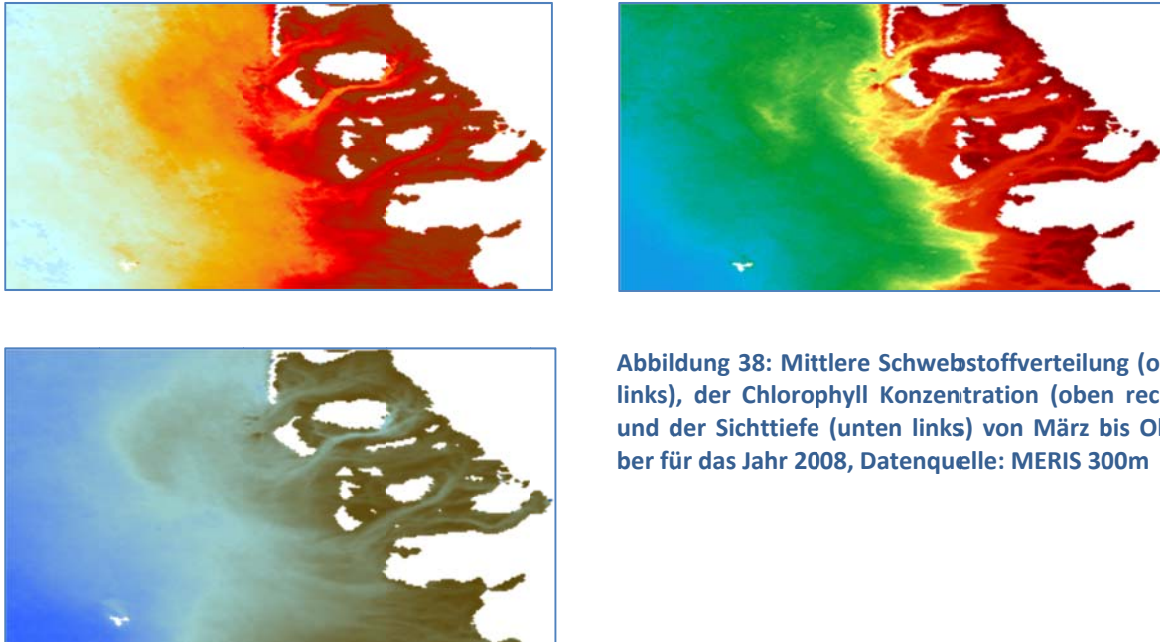 Abbildung 38: Mittlere Schwebstoffverteilung
links), der Chlorophyll Konzentration (oben
und der Sichttiefe (unten links) von März bis
ber für das Jahr 2008, Datenquelle: MERIS 300m